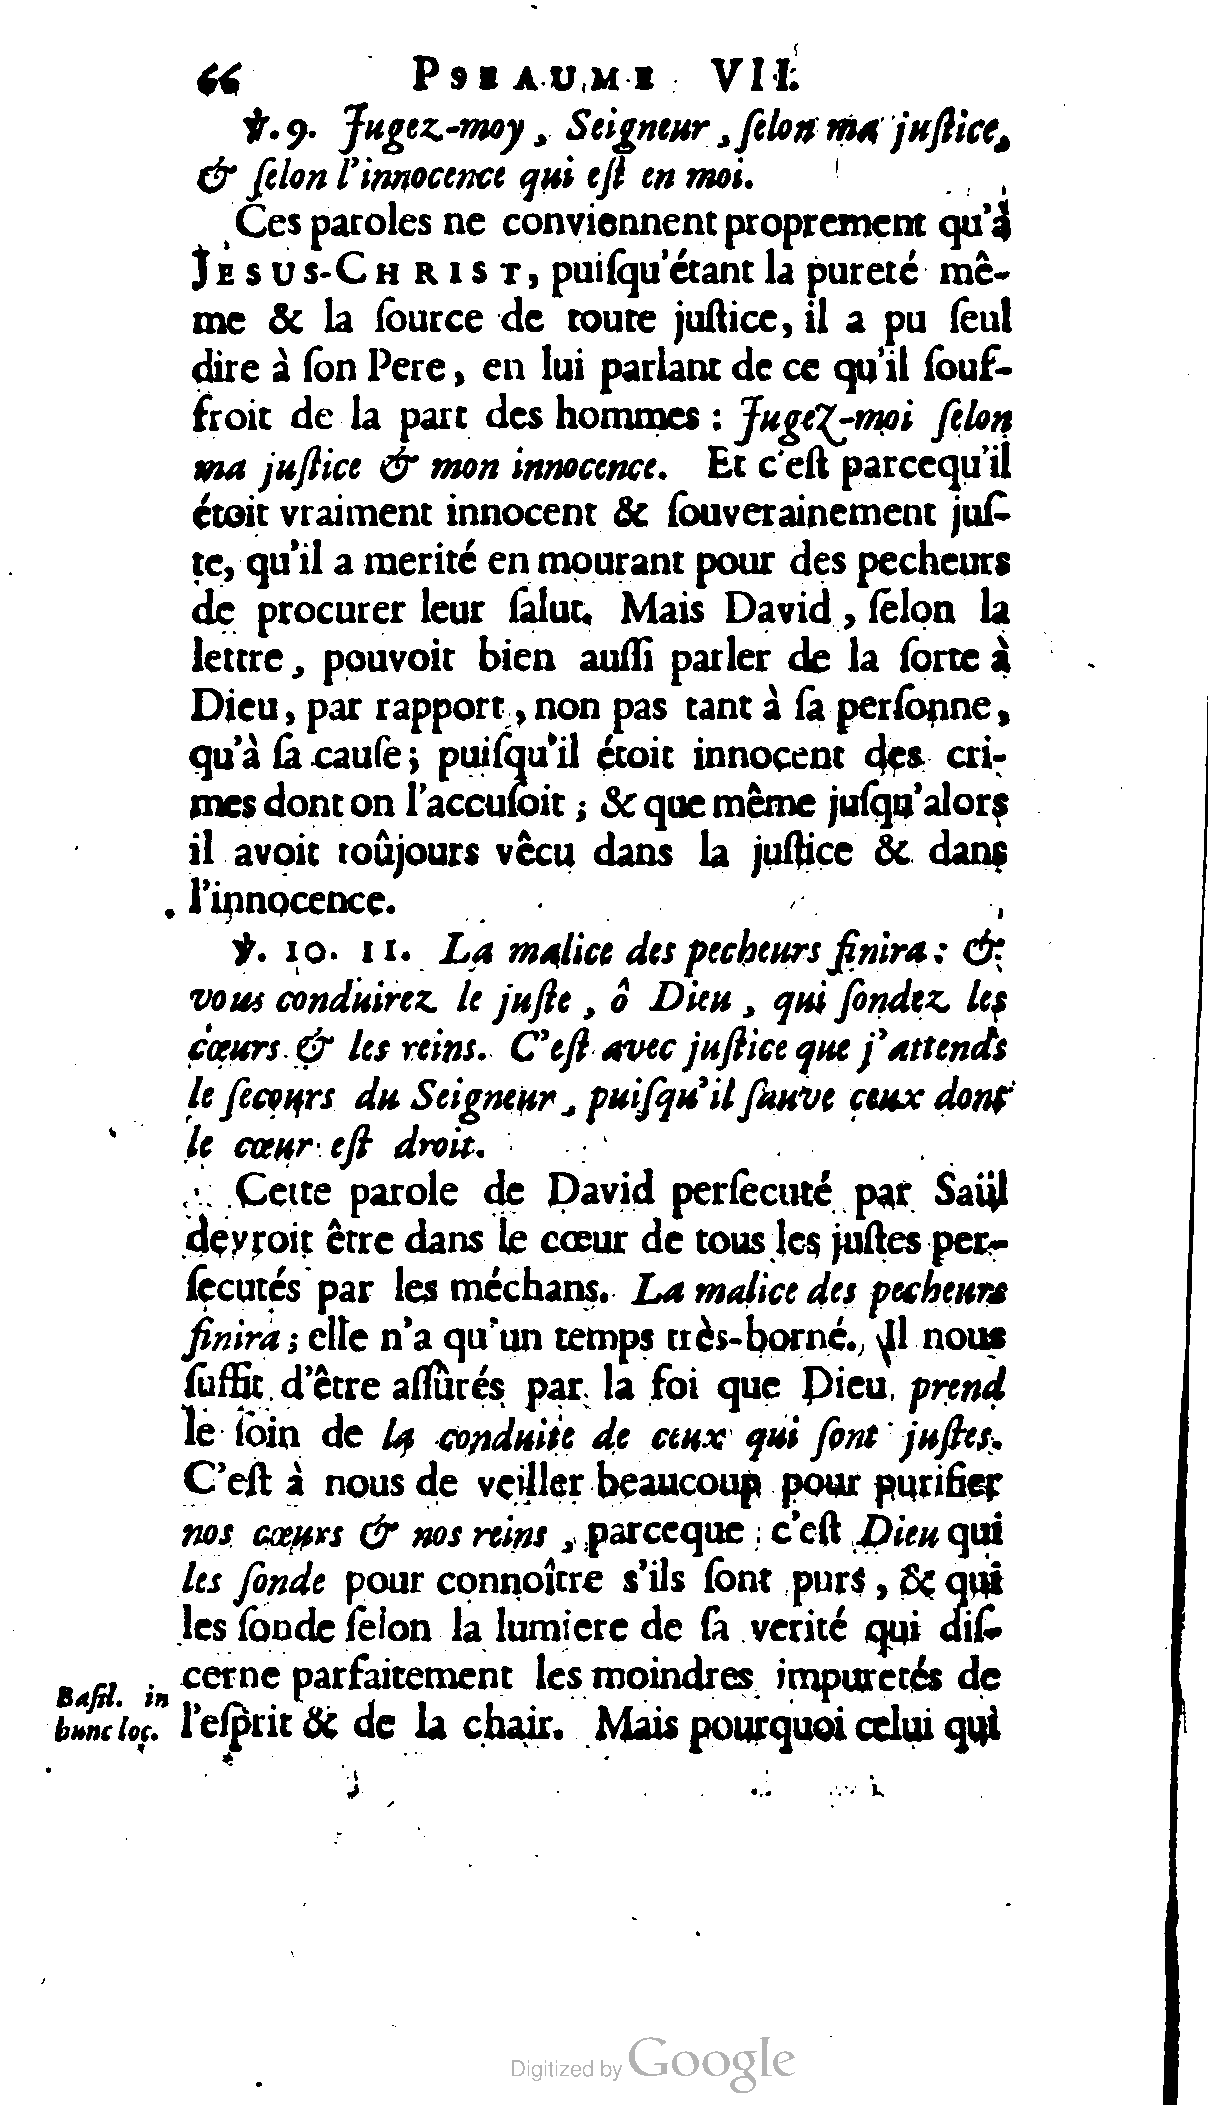 66 PSEAUME VII.
℣. 9. Jugez-moy, Seigneur, ſelon ma juſtice,
& ſelon l'innocence qui eſt en moi.
Ces paroles ne conviennent proprement qu'à
JESUS-CHRIST, puiſqu'étant la pureté mê-
me & la ſource de toute juſtice, il a pu ſeul
dire à ſon Pere, en lui parlant de ce qu'il ſouf-
froit de la part des hommes : Jugez-moi ſelon
ma juſtice & mon innocence. Et c'eſt parcequ'il
étoit vraiment innocent & ſouverainement juſ-
te, qu'il a merité en mourant pour des pecheurs
de procurer leur ſalut. Mais David, ſelon la
lettre, pouvoit bien auſſi parler de la ſorte à
Dieu, par rapport, non pas tant à ſa perſonne,
qu'à ſa cauſe; puiſqu'il étoit innocent des cri-
mes dont on l'accuſoit ; & que même juſqu'alors
il avoit toûjours vêcu dans la juſtice & dans
l'innocence.
℣. 10. 11. La malice des pecheurs finira : &
vous conduirez le juſte, ô Dieu, qui ſondez les
cœurs & les reins. C'eſt avec juſtice que j'attends
le ſecours du Seigneur, puiſqu'il ſauve ceux dont
le cœur eſt droit.
Cette parole de David perſecuté par Saül
devroit être dans le cœur de tous les juſtes per-
ſecutés par les méchans. La malice des pecheurs
finira ; elle n'a qu'un temps très-borné. Il nous
ſuffit d'être aſſûrés par la foi que Dieu prend
le ſoin de la conduite de ceux qui ſont juſtes.
C'eſt à nous de veiller beaucoup pour purifier
nos cœurs & nos reins, parceque c'eſt Dieu qui
les ſonde pour connoître s'ils ſont purs, & qui
les ſonde ſelon la lumiere de ſa verité qui diſ-
cerne parfaitement les moindres impuretés de
l'eſprit & de la chair. Mais pourquoi celui qui
Baſil. in
hunc loc.
Digitized by Google